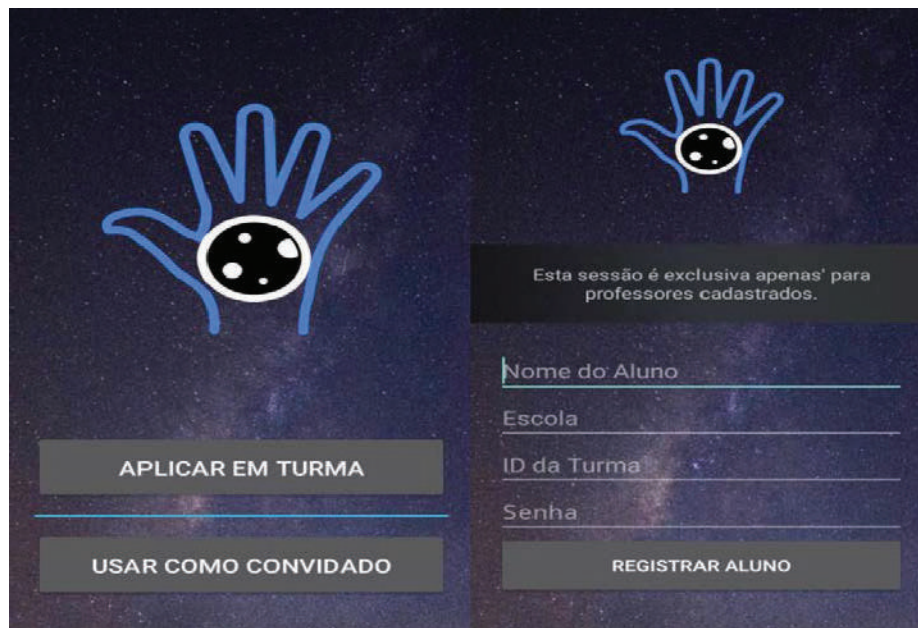 APLICAR EM TURMA
USAR COMO CONVIDADO
Esta sessão é exclusiva apenas' para
professores cadastrados.
Nome do Aluno
Escola
ID da Turma
Senha
REGISTRAR ALUNO